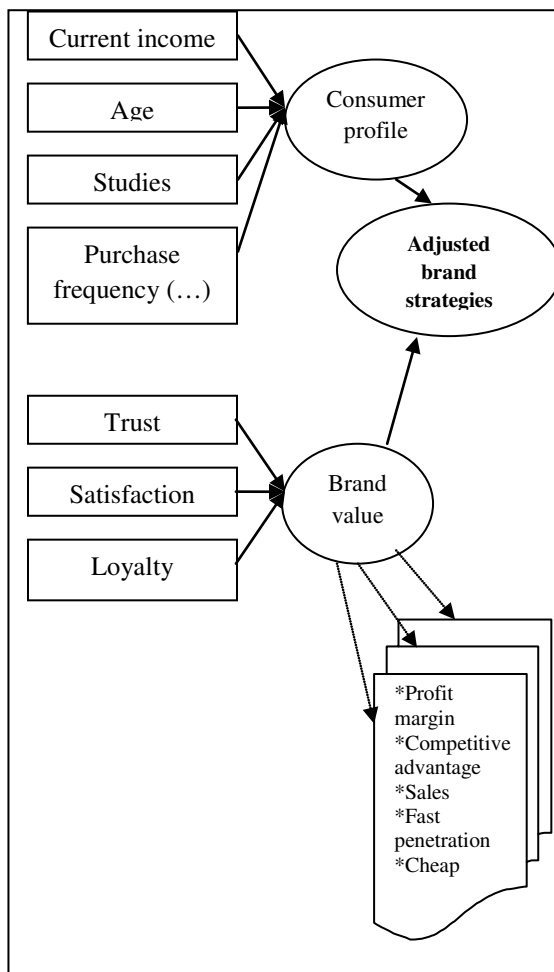 Current income
Age
Studies
Purchase
frequency (…)
Consumer
profile
Adjusted
brand
strategies
Trust
Satisfaction
Loyalty
Brand
value
*Profit
margin
*Competitive
advantage
*Sales
*Fast
penetration
*Cheap